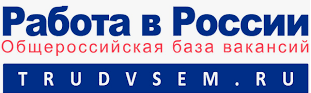 Работа в России
Общероссийская база вакансий
TRUDVSEM.RU